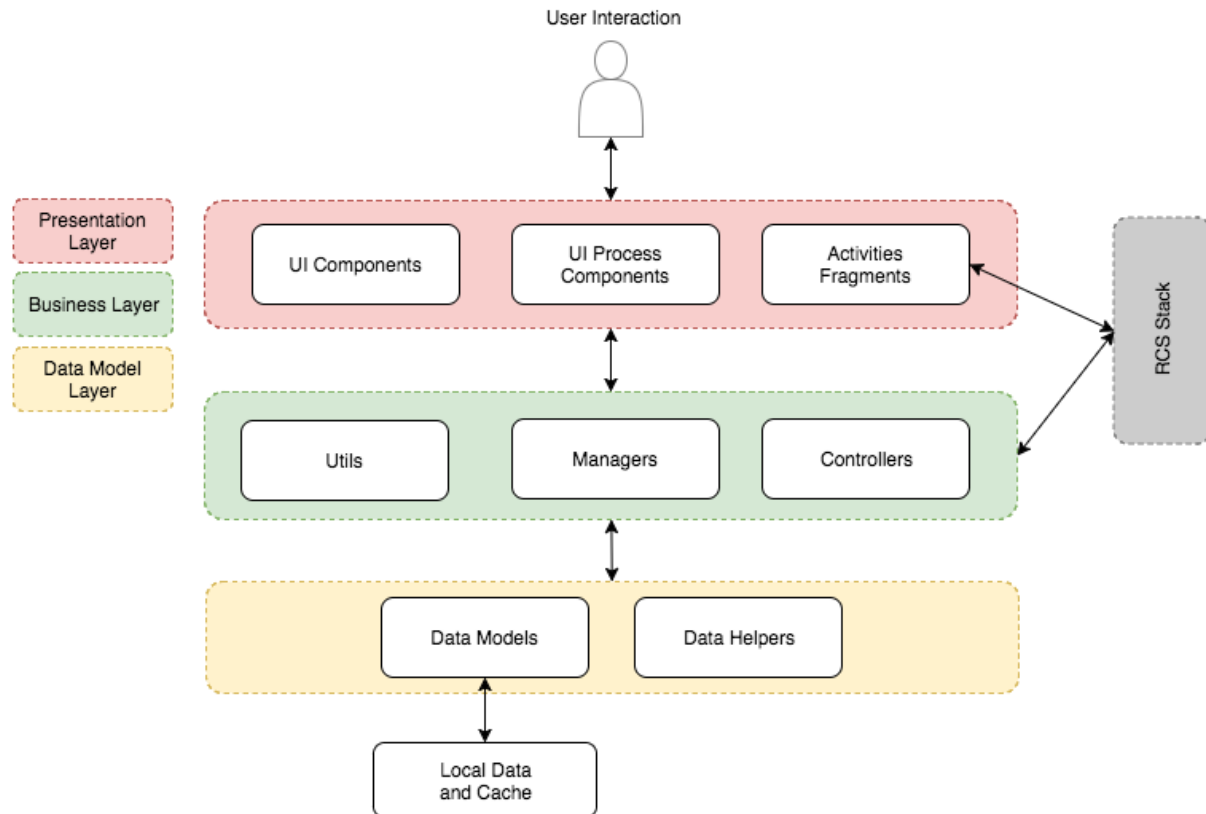 User Interaction
Presentation
Layer
Business Layer
Data Model
Layer
UI Components
UI Process
Components
Activities
Fragments
RCS Stack
Utils
Managers
Controllers
Data Models
Data Helpers
Local Data
and Cache